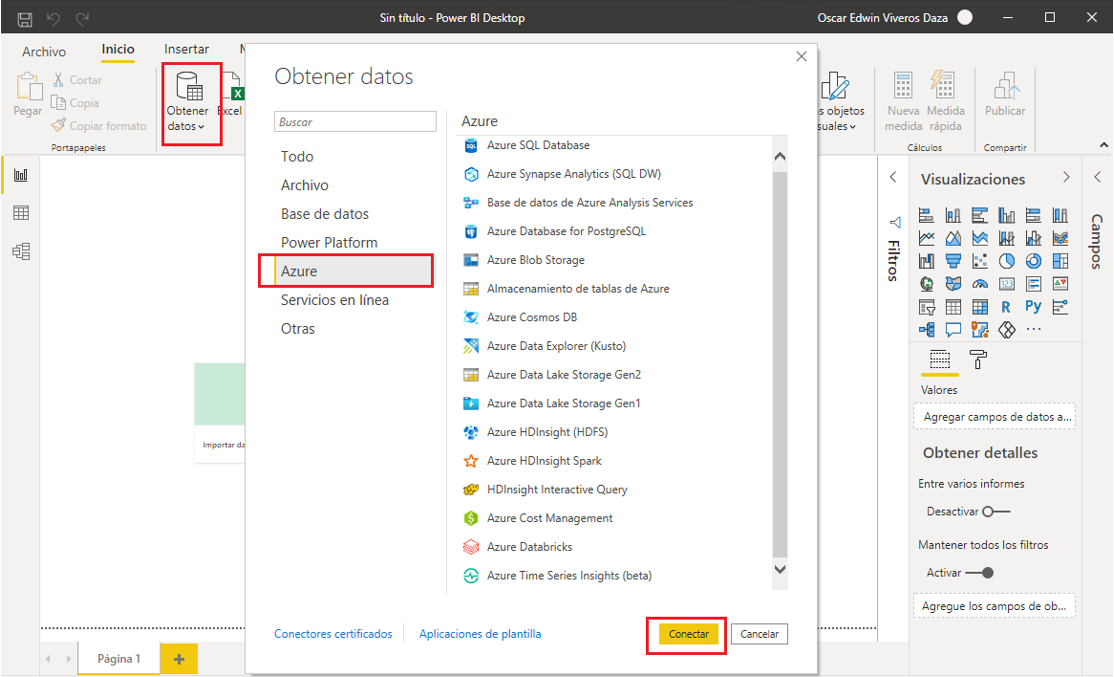 Sin título - Power BI Desktop
Oscar Edwin Viveros Daza
Archivo
Inicio
Insertar
Pegar
Cortar
Copia
Copiar formato
Portapapeles
Obtener
datos
Excel
s objetos
suales
Nueva
medida
Medida
rápida
Cálculos
Publicar
Compartir
Importar da
Obtener datos
Buscar
Todo
Archivo
Base de datos
Power Platform
Azure
Servicios en línea
Otras
Azure
Azure SQL Database
Azure Synapse Analytics (SQL DW)
Base de datos de Azure Analysis Services
Azure Database for PostgreSQL
Azure Blob Storage
Almacenamiento de tablas de Azure
Azure Cosmos DB
Azure Data Explorer (Kusto)
Azure Data Lake Storage Gen2
Azure Data Lake Storage Gen1
Azure HDInsight (HDFS)
Azure HDInsight Spark
HDInsight Interactive Query
Azure Cost Management
Azure Databricks
Azure Time Series Insights (beta)
Conectores certificados
Aplicaciones de plantilla
Conectar
Cancelar
Filtros
Visualizaciones
R
Py
Valores
Agregar campos de datos a...
Obtener detalles
Entre varios informes
Desactivar
Mantener todos los filtros
Activar
Agregue los campos de ob...
Campos
Página 1